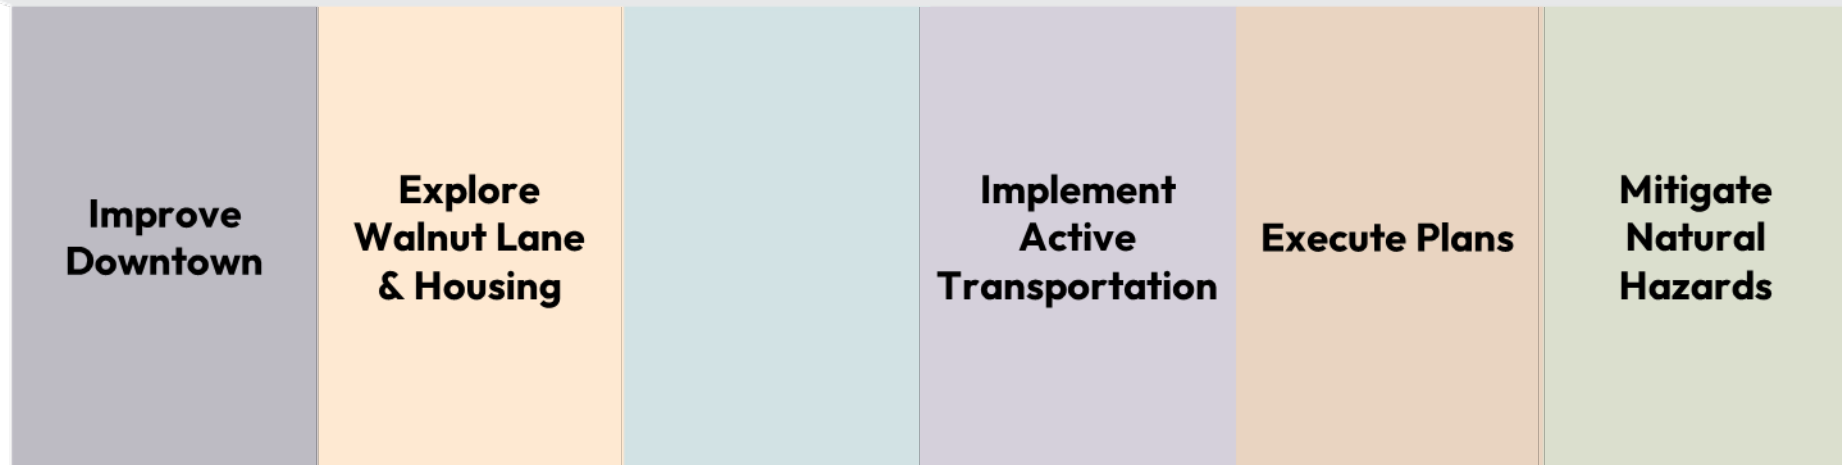 Improve
Downtown
Explore
Walnut Lane
& Housing
Implement
Active
Transportation
Execute Plans
Mitigate
Natural
Hazards